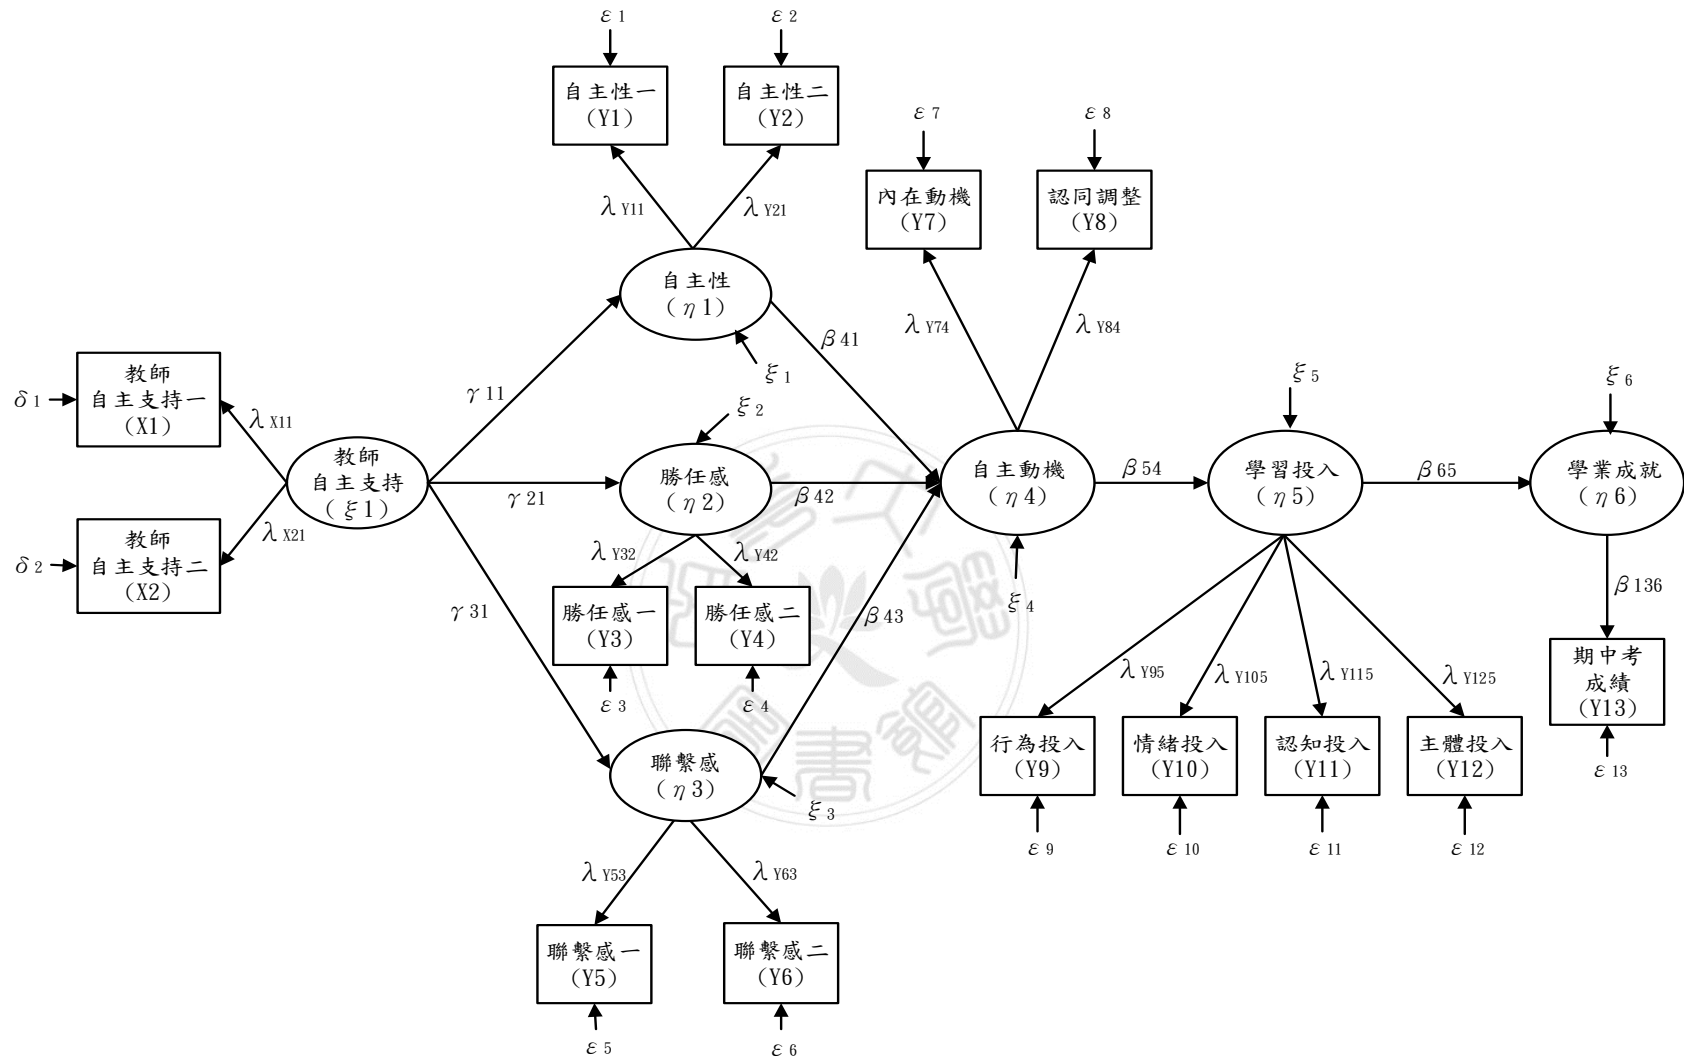 ε 1
ε 2
自主性一
(Y1)
自主性二
(Y2)
ε 7
ε 8
內在動機
(Y7)
認同調整
(Y8)
λ Y11
λ Y21
自主性
(η 1)
λ Y74
λ Y84
β 41
γ 11
ξ 1
ξ 5
ξ 6
δ 1
教師
自主支持一
(X1)
λ X11
ξ 2
教師
自主支持
(ξ 1)
γ 21
勝任感
(η 2)
β 42
自主動機
(η 4)
β 54
學習投入
(η 5)
β 65
學業成就
(η 6)
λ X21
δ 2
教師
自主支持二
(X2)
λ Y32
λ Y42
γ 31
勝任感一
(Y3)
勝任感二
(Y4)
β 43
ξ 4
β 136
ε 3
ε 4
λ Y95
λ Y105
λ Y115
λ Y125
期中考
成績
(Y13)
聯繫感
(η 3)
ξ 3
行為投入
(Y9)
情緒投入
(Y10)
認知投入
(Y11)
主體投入
(Y12)
ε 13
ε 9
ε 10
ε 11
ε 12
λ Y53
λ Y63
聯繫感一
(Y5)
聯繫感二
(Y6)
ε 5
ε 6